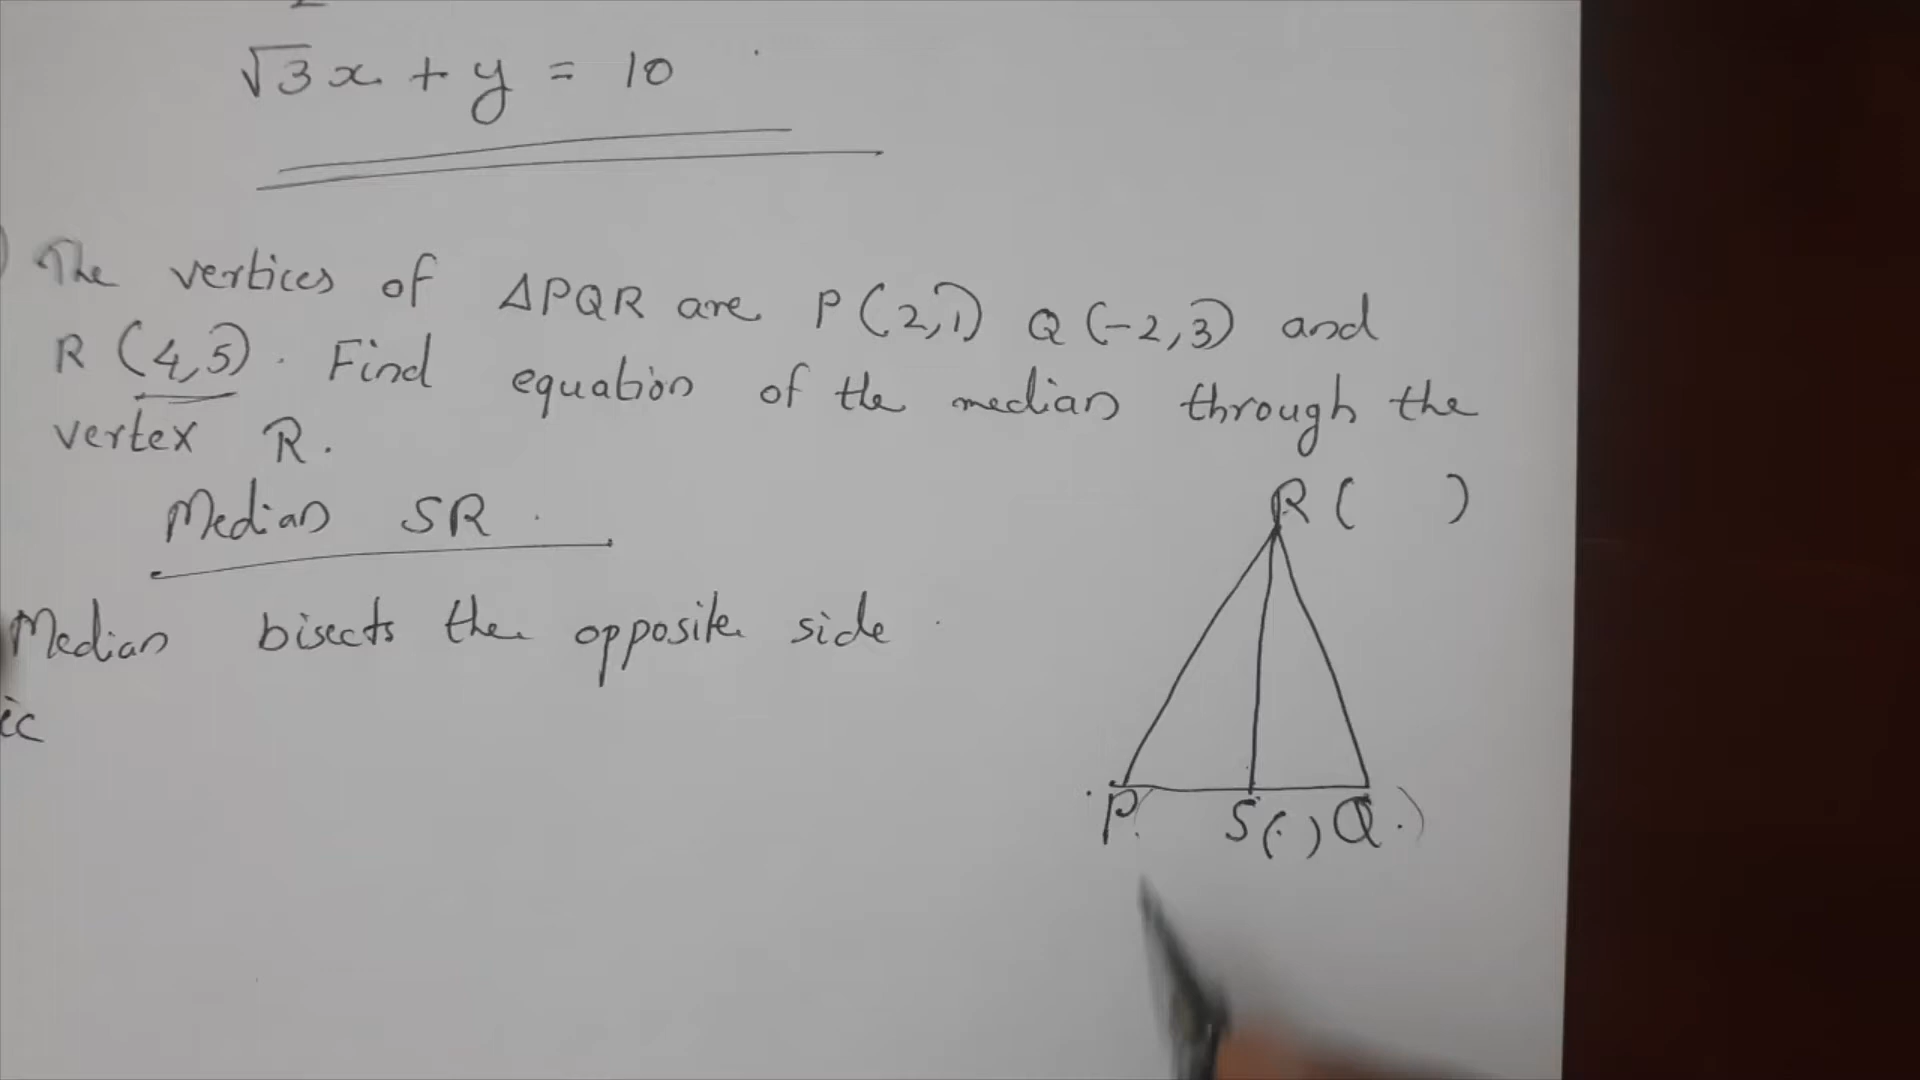 √3x + y = 10
The vertices of ΔPQR are P(2,1) Q(-2,3) and
R (4,5). Find equation of the median through the
vertex R.
Median SR.
Median bisects the opposite side
ie
R( )
P S( ) Q )